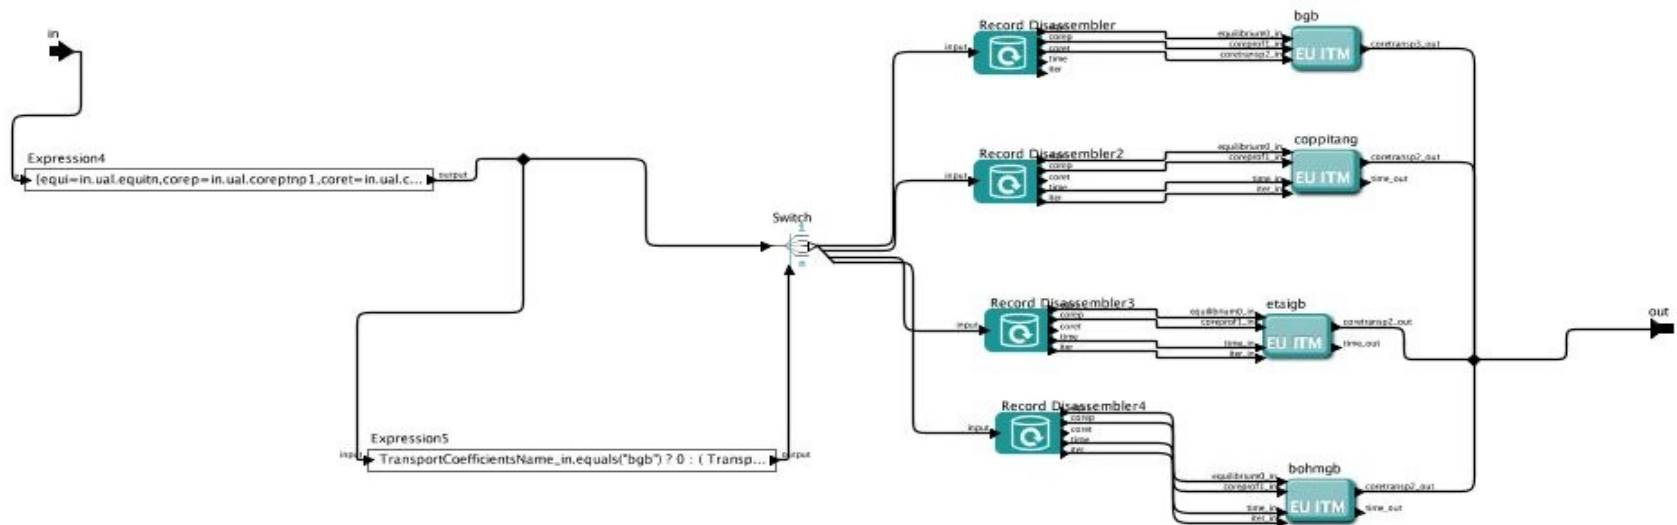 in
Expression4
{equi=in.ual.equitn,corep=in.ual.coreptnp1,coret=in.ual.c...
output
Switch
Expression5
input
TransportCoefficientsName_in.equals("bgb") ? 0 : ( Transp...
output
Record Disassembler
input
corep
coret
time
iter
bgb
equilibrium0_in
coreprof1_in
coretransp2_in
EU ITM
coretransp3_out
Record Disassembler2
input
corep
coret
time
iter
coppitang
equilibrium0_in
coreprof1_in
time_in
iter_in
EU ITM
coretransp2_out
time_out
Record Disassembler3
input
corep
coret
time
iter
etaigb
equilibrium0_in
coreprof1_in
time_in
iter_in
EU ITM
coretransp2_out
time_out
out
Record Disassembler4
input
corep
coret
time
iter
bohmgb
equilibrium0_in
coreprof1_in
time_in
iter_in
EU ITM
coretransp2_out
time_out